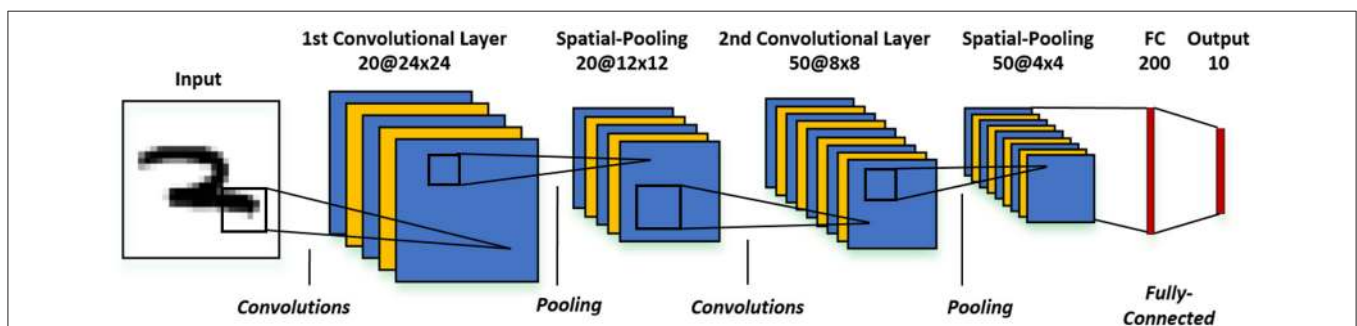 Input
1st Convolutional Layer
20@24x24
Spatial-Pooling
20@12x12
2nd Convolutional Layer
50@8x8
Spatial-Pooling
50@4x4
FC
200
Output
10
Convolutions
Pooling
Convolutions
Pooling
Fully-
Connected